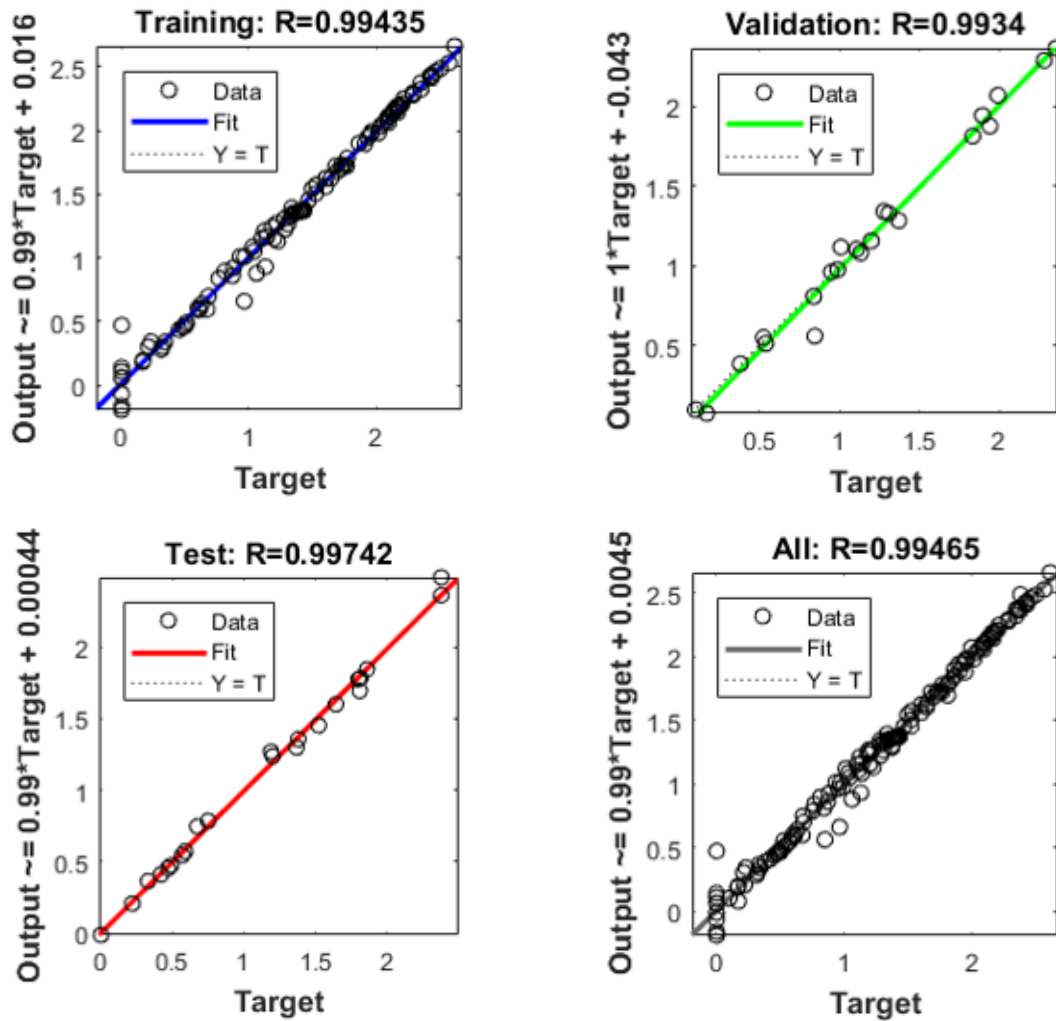 Training: R=0.99435
Output ~= 0.99*Target + 0.016
Data
Fit
Y = T
2.5
2
1.5
1
0.5
0
0
1
2
Target
Validation: R=0.9934
Output ~= 1*Target + -0.043
Data
Fit
Y = T
2
1.5
1
0.5
0.5
1
1.5
2
Target
Test: R=0.99742
Output ~= 0.99*Target + 0.00044
Data
Fit
Y = T
2
1.5
1
0.5
0
0
0.5
1
1.5
2
Target
All: R=0.99465
Output ~= 0.99*Target + 0.0045
Data
Fit
Y = T
2.5
2
1.5
1
0.5
0
0
1
2
Target